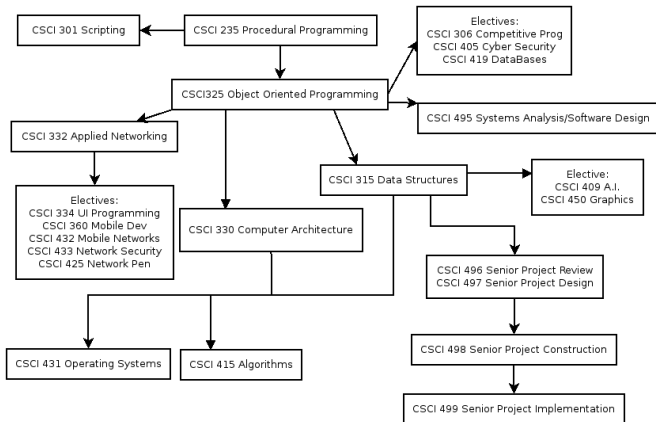 CSCI 301 Scripting
CSCI 235 Procedural Programming
Electives:
CSCI 306 Competitive Prog
CSCI 405 Cyber Security
CSCI 419 DataBases
CSCI325 Object Oriented Programming
CSCI 495 Systems Analysis/Software Design
CSCI 332 Applied Networking
CSCI 315 Data Structures
Elective:
CSCI 409 A.I.
CSCI 450 Graphics
Electives:
CSCI 334 UI Programming
CSCI 360 Mobile Dev
CSCI 432 Mobile Networks
CSCI 433 Network Security
CSCI 425 Network Pen
CSCI 330 Computer Architecture
CSCI 496 Senior Project Review
CSCI 497 Senior Project Design
CSCI 431 Operating Systems
CSCI 415 Algorithms
CSCI 498 Senior Project Construction
CSCI 499 Senior Project Implementation